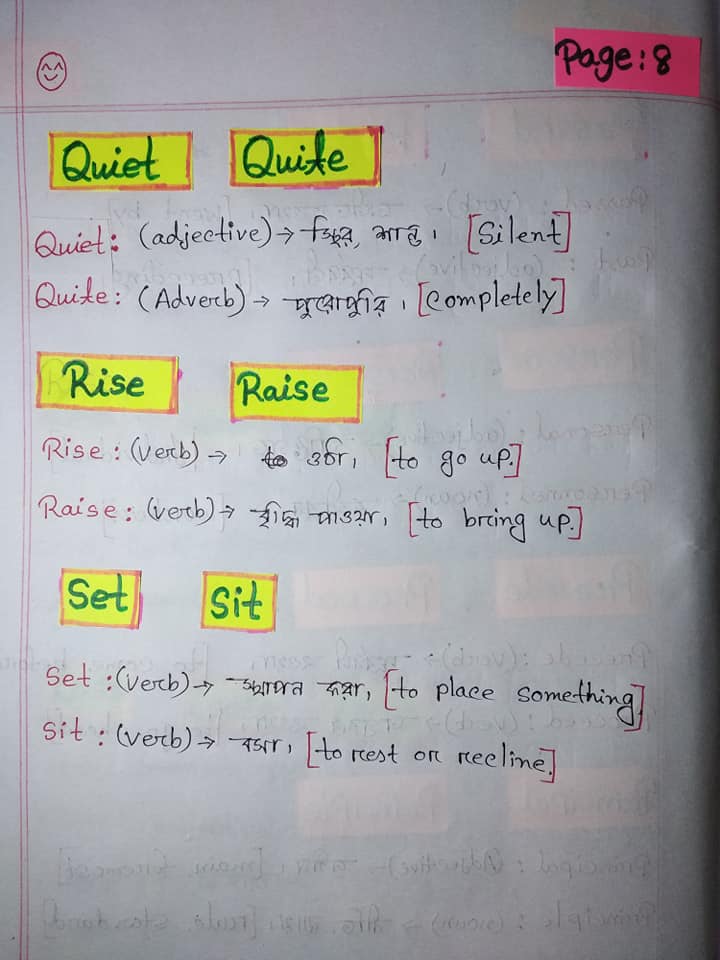 Page: 8
Quiet Quite
Quiet: (adjective) → স্থির, শান্ত। [Silent]
Quite: (Adverb) → পুরোপুরি। [Completely]
Rise Raise
Rise: (verb) → ওঠা, [to go up.]
Raise: (verb) → বৃদ্ধি পাওয়া, [to bring up.]
Set Sit
Set: (verb) → স্থাপন করা, [to place something.]
Sit: (verb) → বসা, [to rest or recline.]